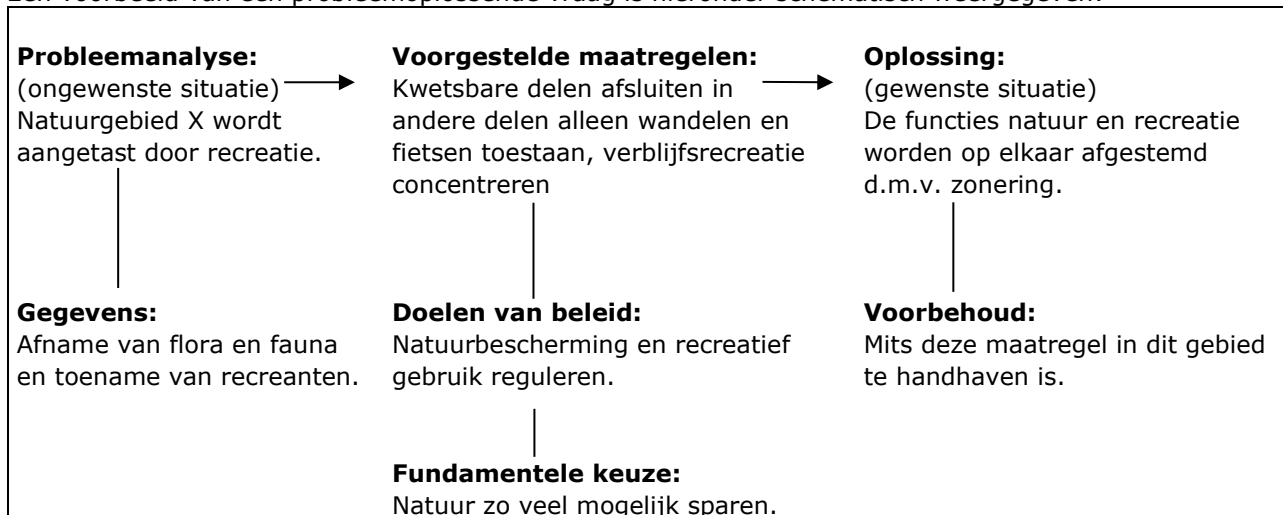 Een voorbeeld van een probleemoplossende vraag is hieronder schematisch weergegeven:
Probleemanalyse:
(ongewenste situatie)
Natuurgebied X wordt
aangetast door recreatie.
Voorgestelde maatregelen:
Kwetsbare delen afsluiten in
andere delen alleen wandelen en
fietsen toestaan, verblijfsrecreatie
concentreren
Oplossing:
(gewenste situatie)
De functies natuur en recreatie
worden op elkaar afgestemd
d.m.v. zonering.
Gegevens:
Afname van flora en fauna
en toename van recreanten.
Doelen van beleid:
Natuurbescherming en recreatief
gebruik reguleren.
Voorbehoud:
Mits deze maatregel in dit gebied
te handhaven is.
Fundamentele keuze:
Natuur zo veel mogelijk sparen.